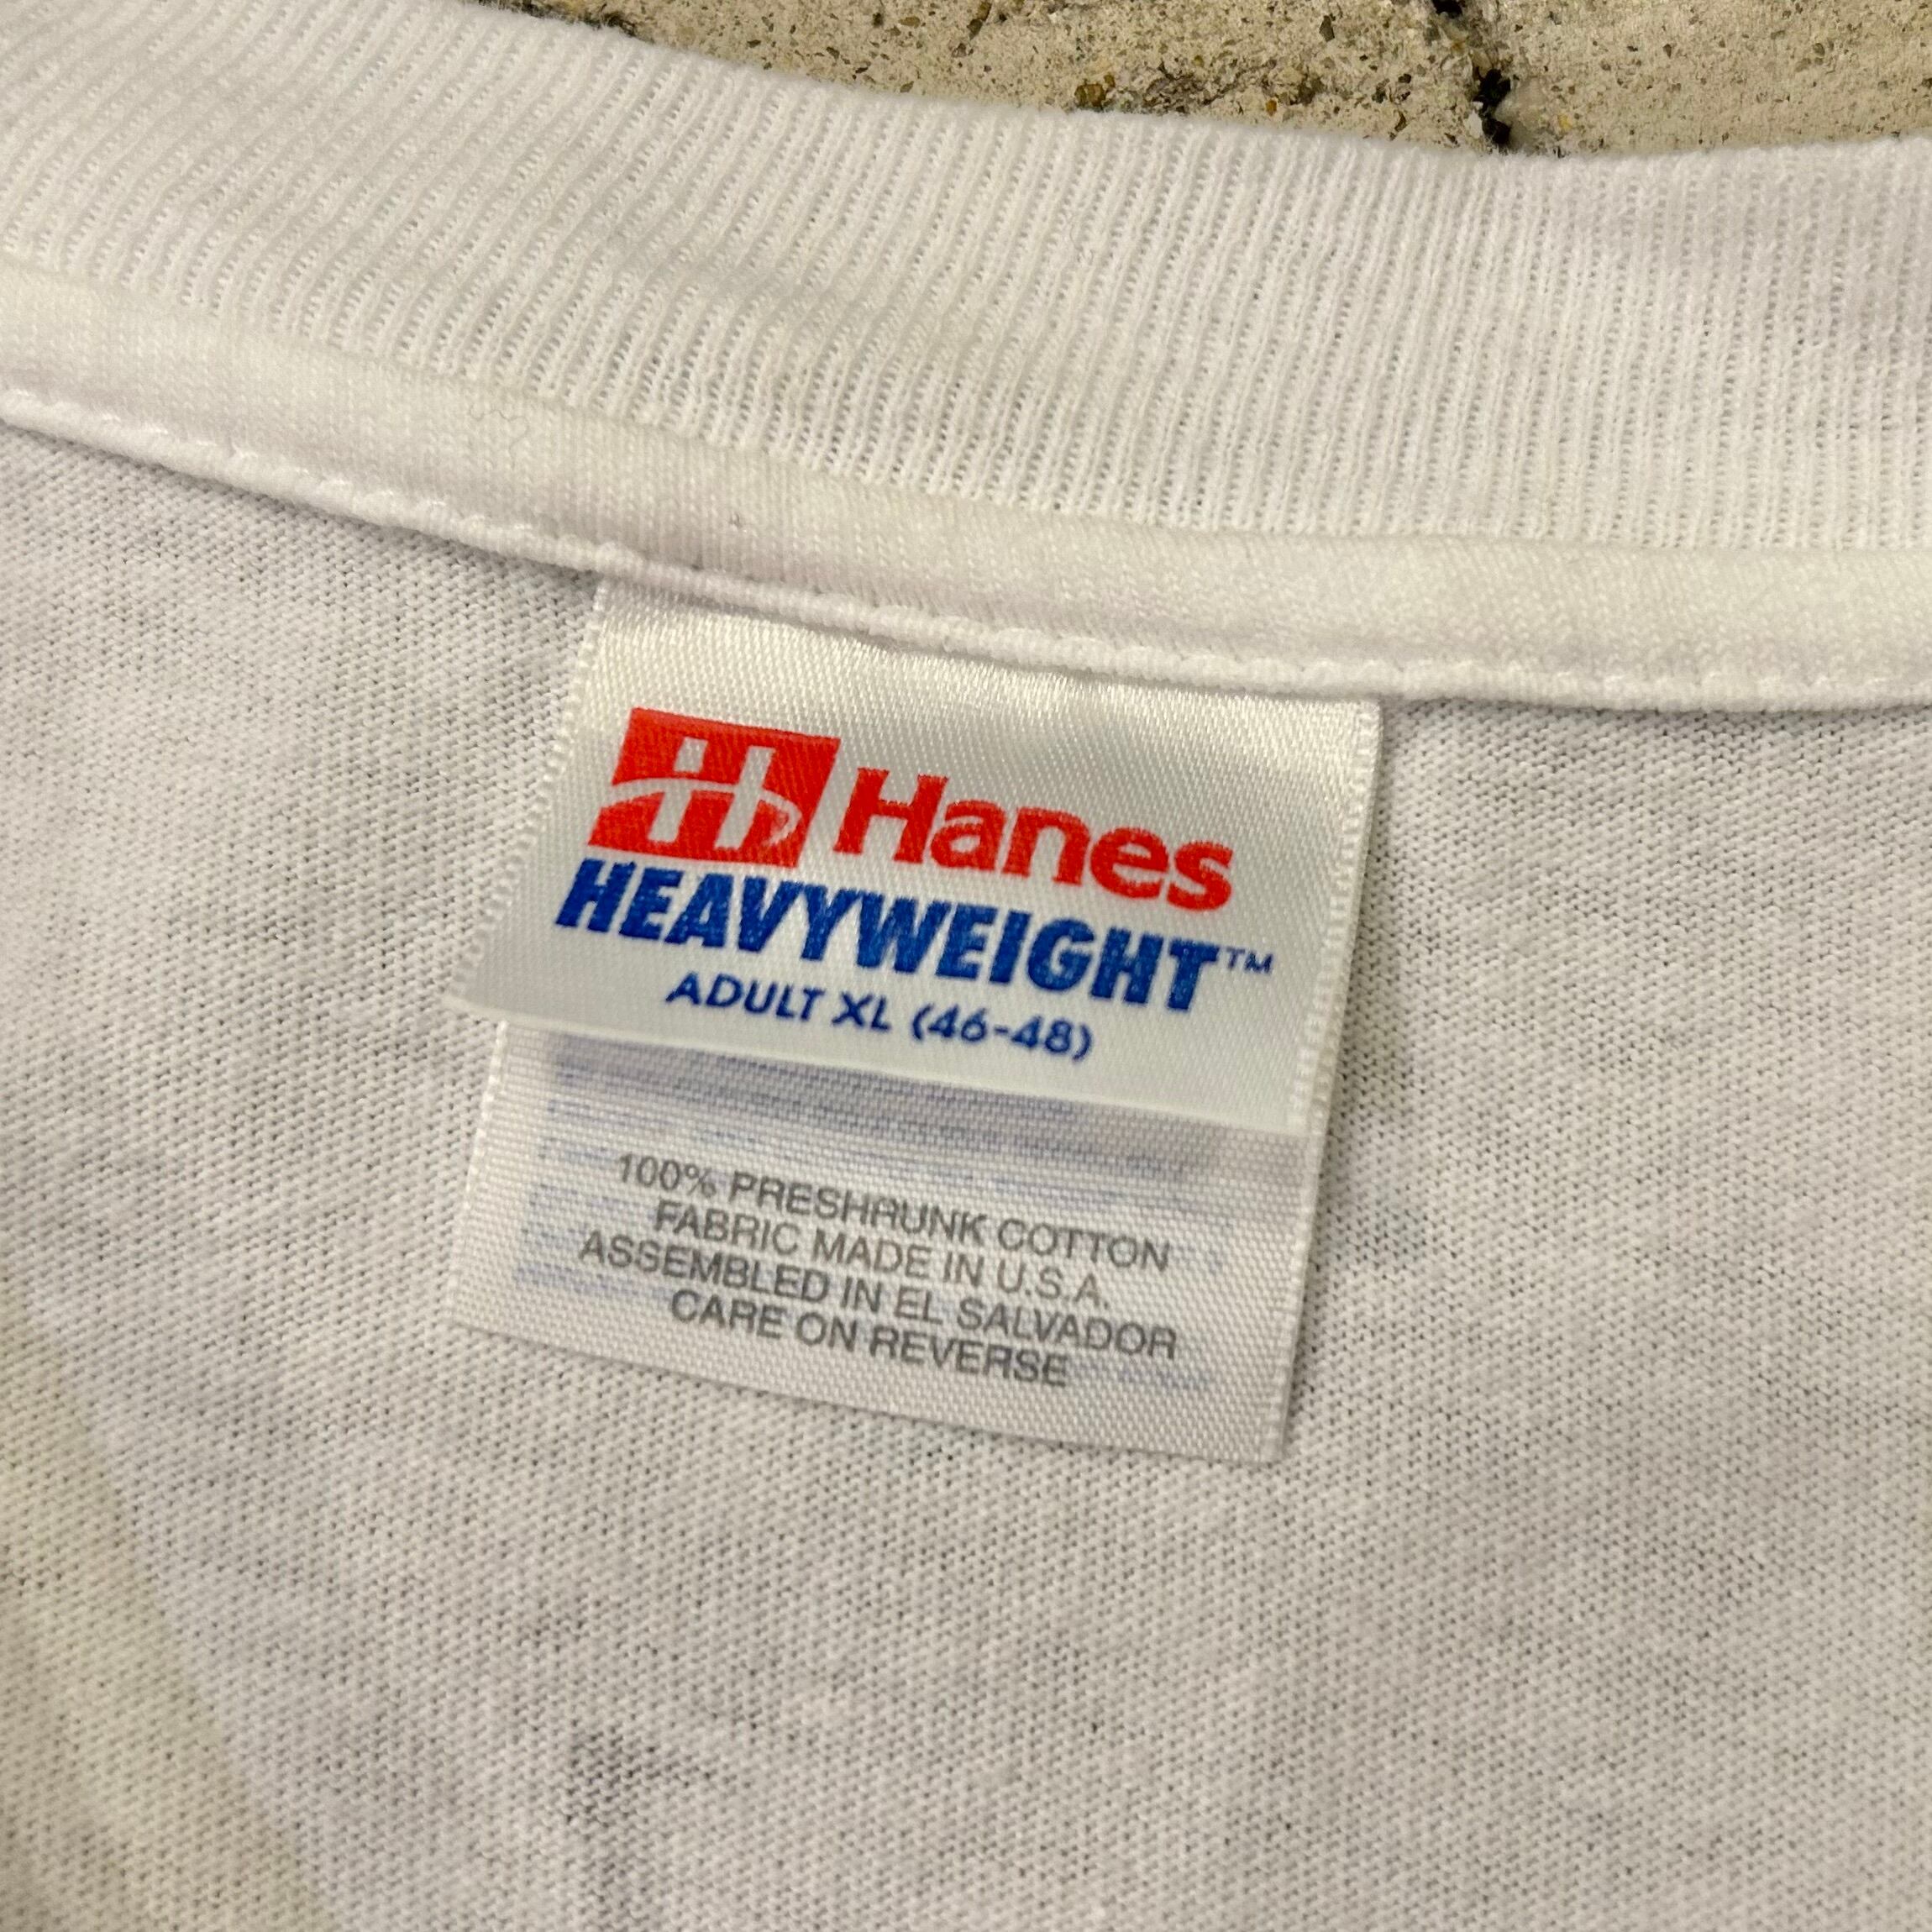 Hanes
HEAVYWEIGHT™
ADULT XL (46-48)
100% PRESHRUNK COTTON
FABRIC MADE IN U.S.A.
ASSEMBLED IN EL SALVADOR
CARE ON REVERSE